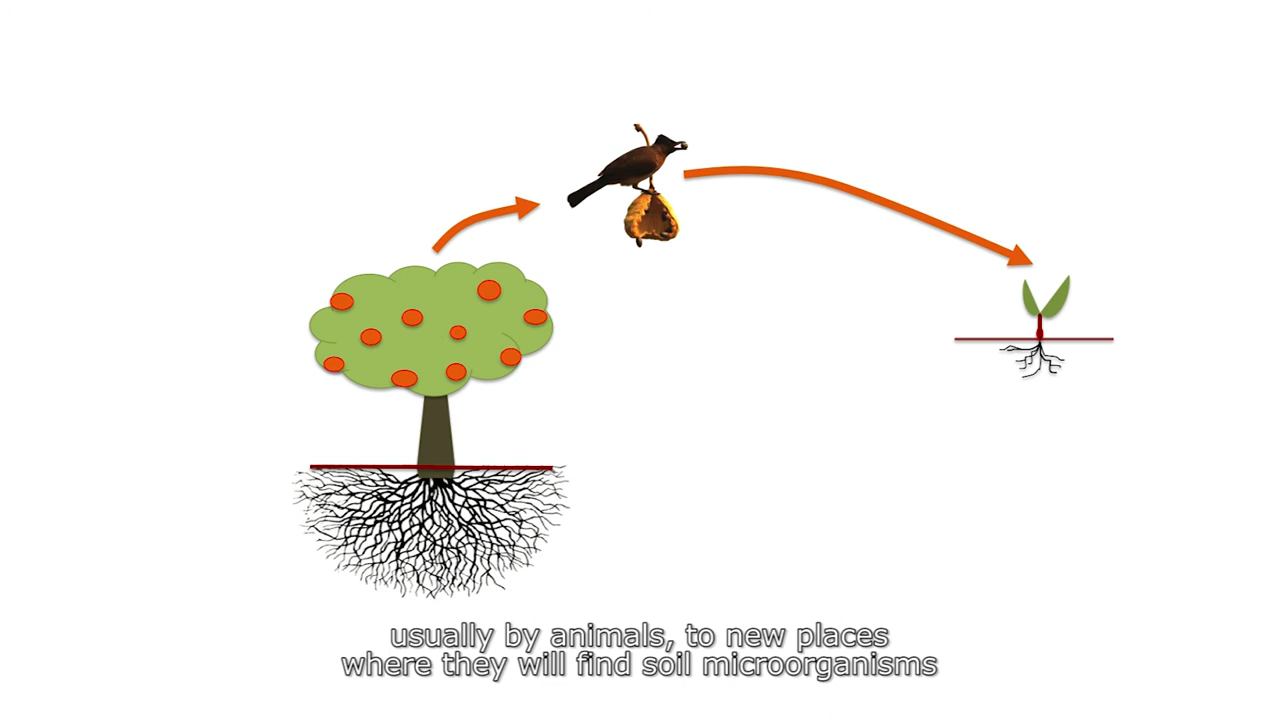 usually by animals, to new places
where they will find soil microorganisms